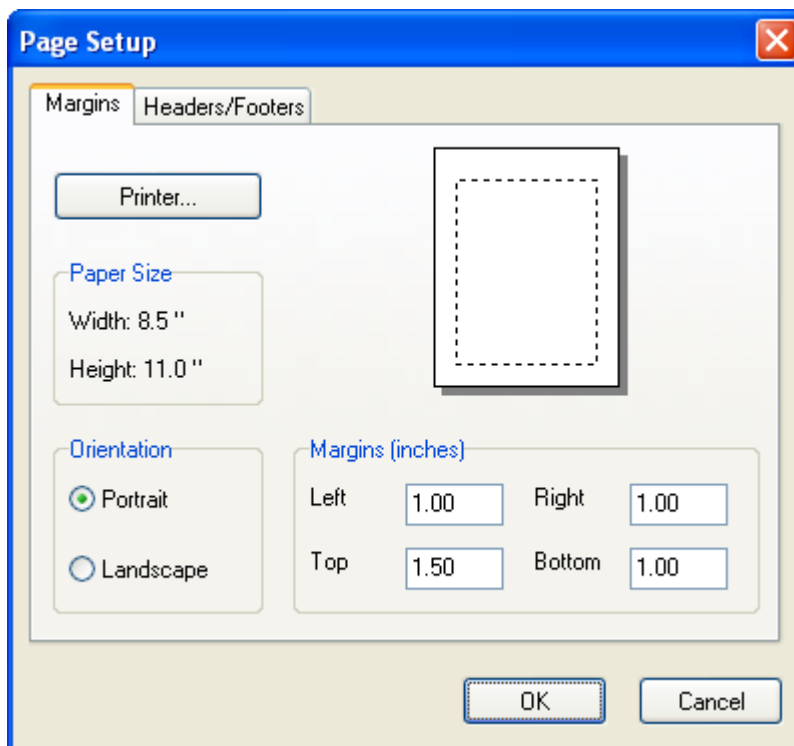 Page Setup
Margins
Headers/Footers
Printer...
Paper Size
Width: 8.5 "
Height: 11.0 "
Orientation
Portrait
Landscape
Margins (inches)
Left 1.00 Right 1.00
Top 1.50 Bottom 1.00
OK Cancel